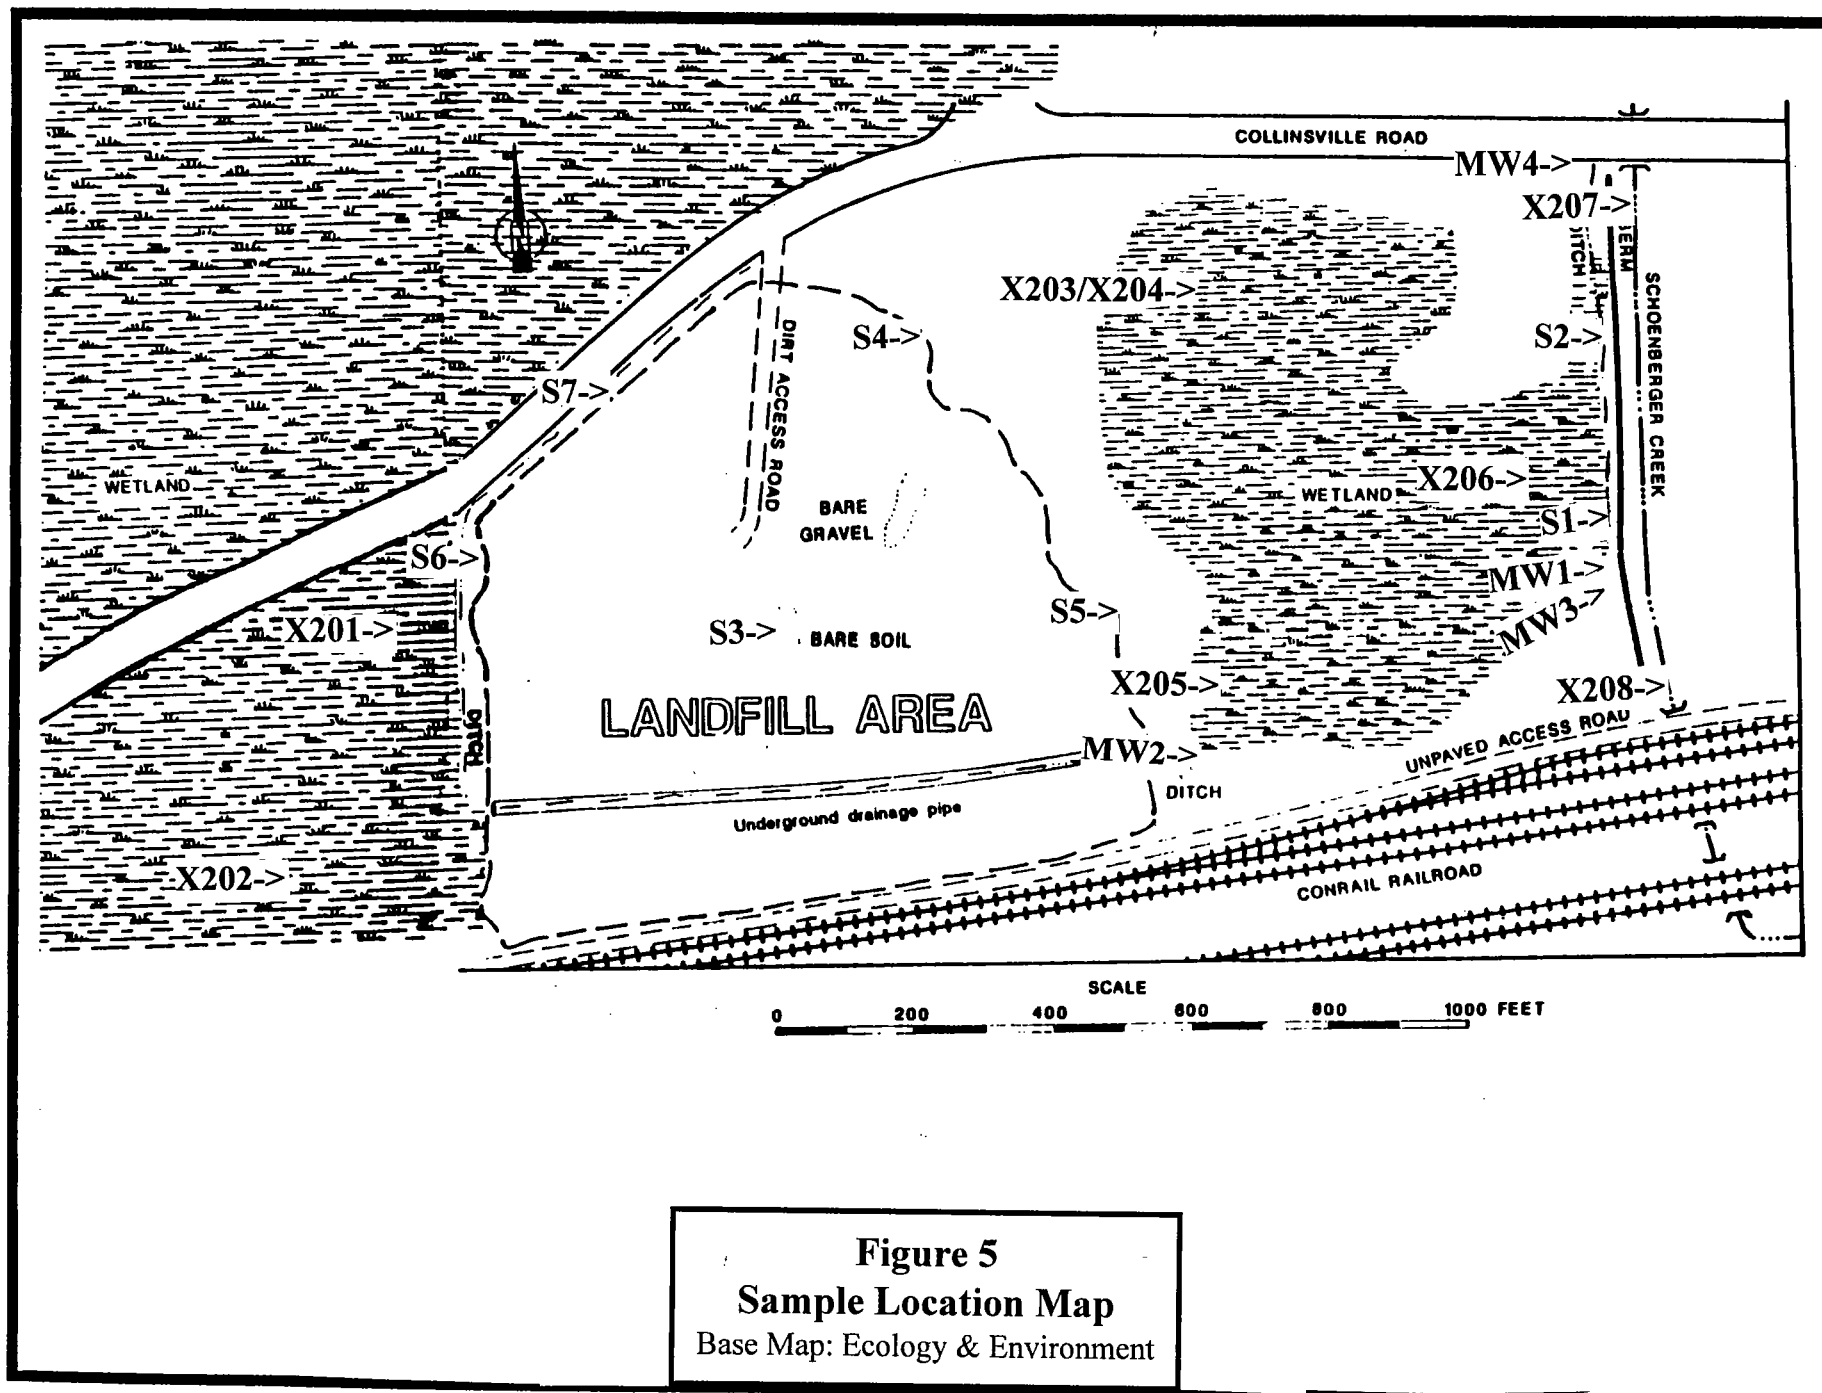 COLLINSVILLE ROAD
MW4->
X207->
DITCH
BERM
SCHOENBERGER CREEK
X203/X204->
S4->
S2->
DIRT ACCESS ROAD
S7->
WETLAND
BARE
GRAVEL
WETLAND
X206->
S1->
S6->
MW1->
MW3->
X201->
S3->
BARE SOIL
S5->
X205->
X208->
LANDFILL AREA
DITCH
MW2->
UNPAVED ACCESS ROAD
DITCH
Underground drainage pipe
X202->
CONRAIL RAILROAD
SCALE
0 200 400 600 800 1000 FEET
Figure 5
Sample Location Map
Base Map: Ecology & Environment